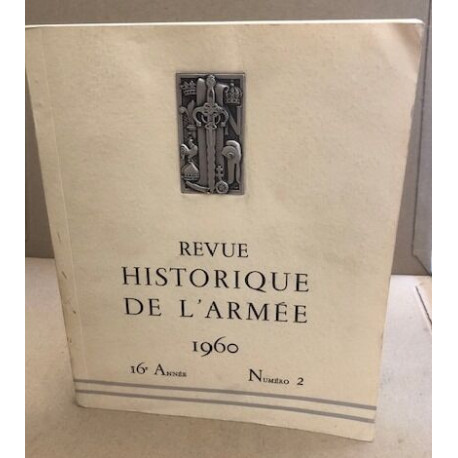 REVUE
HISTORIQUE
DE L'ARMÉE
1960
16e ANNÉE NUMÉRO 2